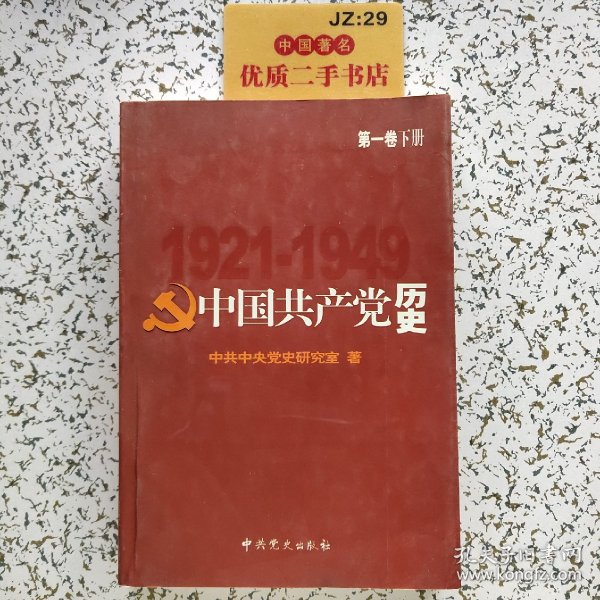 JZ:29
中国著名
优质二手书店
第一卷下册
1921-1949
中国共产党历史
中共中央党史研究室 著
中共党史出版社
孔夫子旧书网
www.kongfz.com